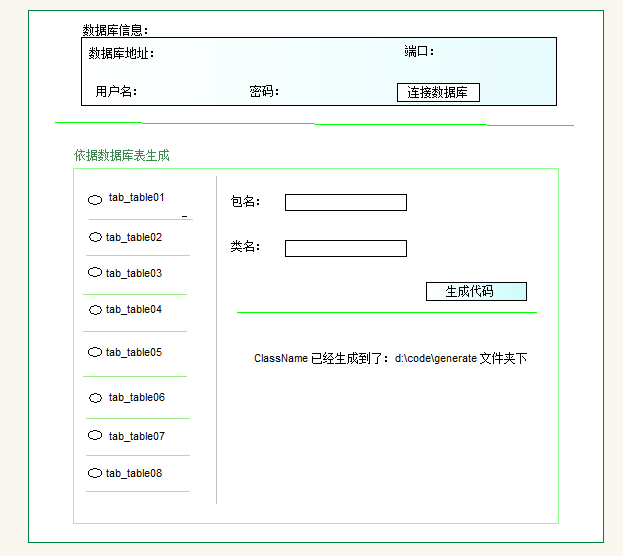 数据库信息：
数据库地址： 端口：
用户名： 密码： 连接数据库
依据数据库表生成
tab_table01
tab_table02
tab_table03
tab_table04
tab_table05
tab_table06
tab_table07
tab_table08
包名：
类名：
生成代码
ClassName 已经生成到了：d:\code\generate 文件夹下